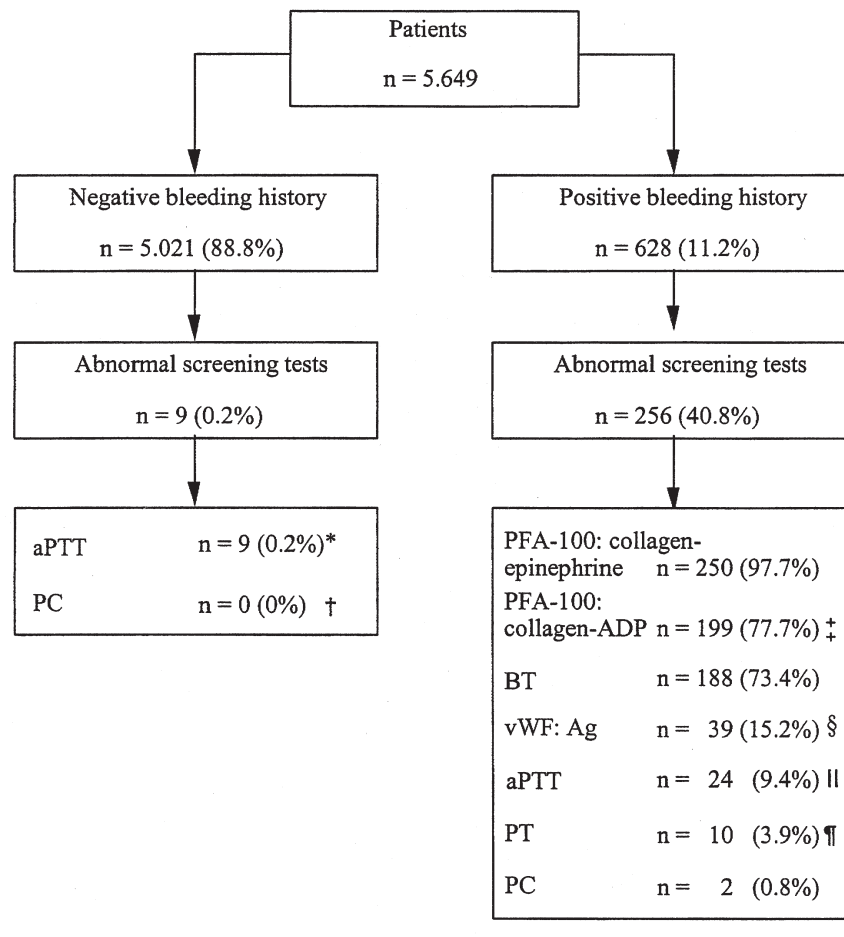 Patients
n = 5.649
Negative bleeding history
n = 5.021 (88.8%)
Positive bleeding history
n = 628 (11.2%)
Abnormal screening tests
n = 9 (0.2%)
Abnormal screening tests
n = 256 (40.8%)
aPTT n = 9 (0.2%)*
PC n = 0 (0%) †
PFA-100: collagen-
epinephrine n = 250 (97.7%)
PFA-100:
collagen-ADP n = 199 (77.7%) ‡
BT n = 188 (73.4%)
vWF: Ag n = 39 (15.2%) §
aPTT n = 24 (9.4%) ||
PT n = 10 (3.9%) ¶
PC n = 2 (0.8%)